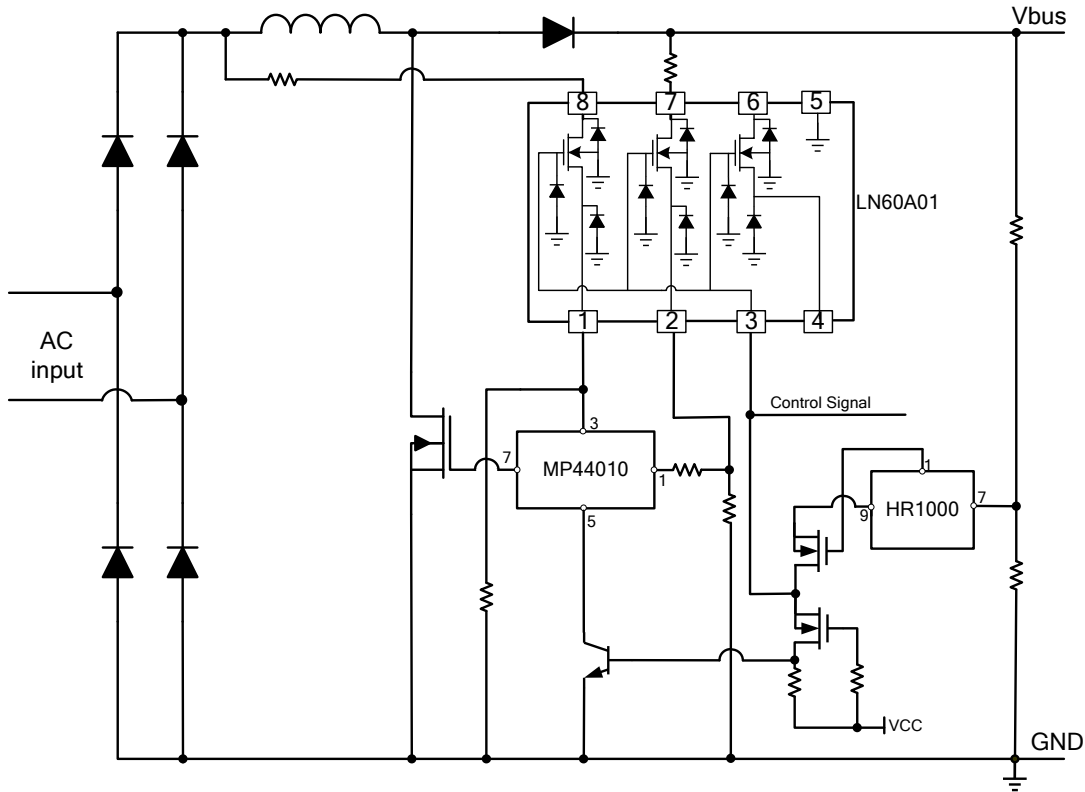 Vbus
8
7
6
5
LN60A01
1
2
3
4
AC
input
Control Signal
3
7
MP44010
1
5
1
9
HR1000
7
VCC
GND